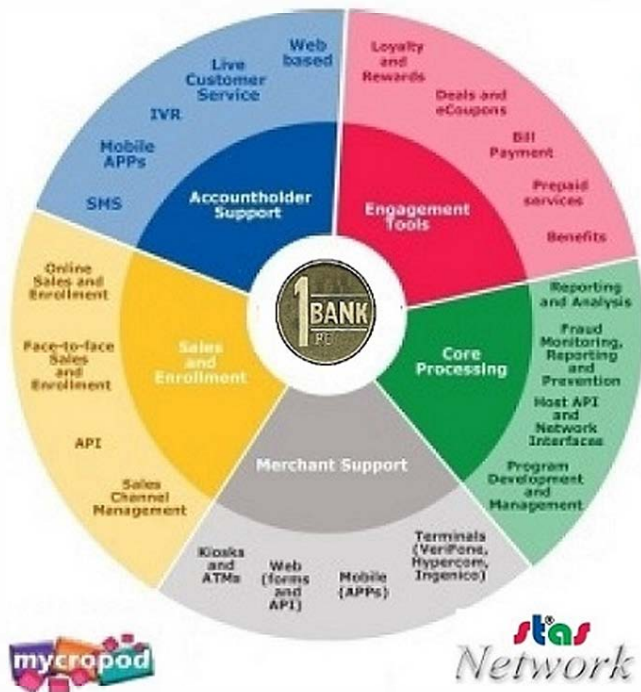 Web
based
Live
Customer
Service
IVR
Mobile
APPs
SMS
Accountholder
Support
Loyalty
and
Rewards
Deals and
eCoupons
Bill
Payment
Prepaid
services
Benefits
Engagement
Tools
Reporting
and Analysis
Fraud
Monitoring,
Reporting
and
Prevention
Host API
and
Network
Interfaces
Program
Development
and
Management
Core
Processing
Terminals
(VeriFone,
Hypercom,
Ingenico)
Mobile
(APPs)
Web
(forms
and
API)
Kiosks
and
ATMs
Merchant Support
Online
Sales and
Enrollment
Face-to-face
Sales
and
Enrollment
API
Sales
Channel
Management
Sales
and
Enrollment
1 BANK
mycropod
stas
Network